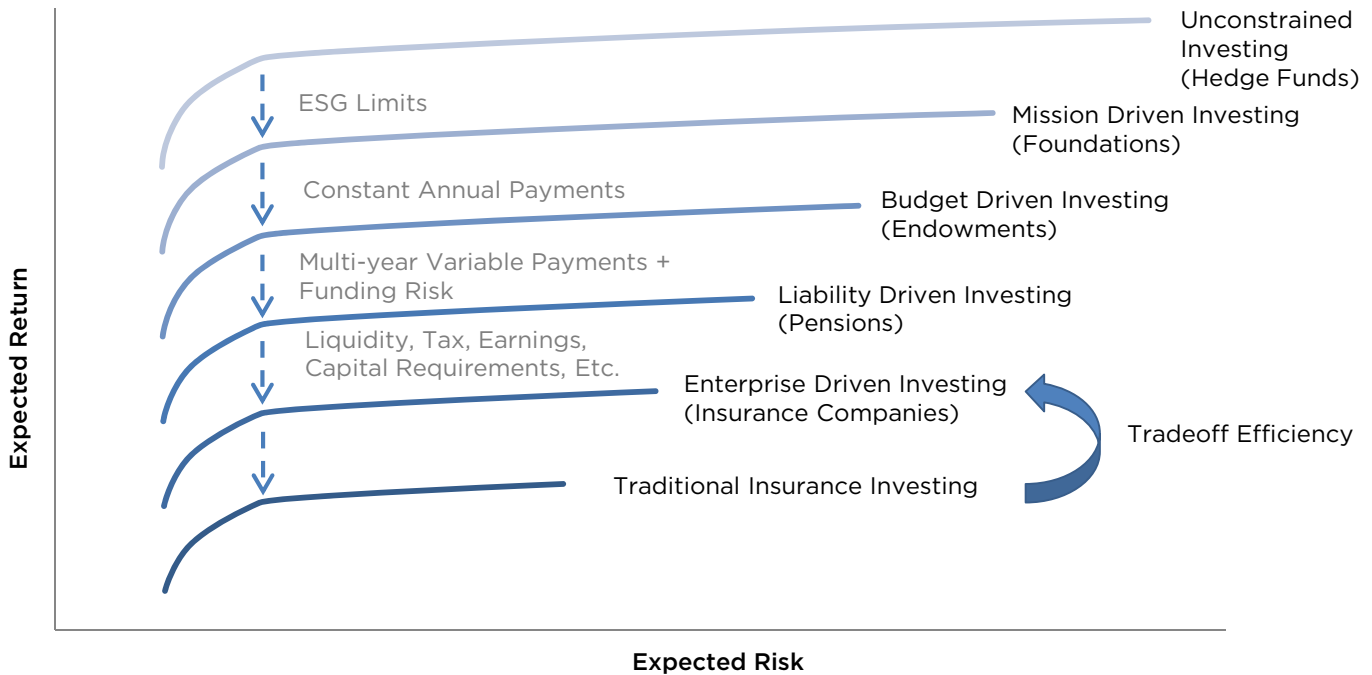 Unconstrained
Investing
(Hedge Funds)
ESG Limits
Mission Driven Investing
(Foundations)
Constant Annual Payments
Budget Driven Investing
(Endowments)
Multi-year Variable Payments +
Funding Risk
Liability Driven Investing
(Pensions)
Liquidity, Tax, Earnings,
Capital Requirements, Etc.
Enterprise Driven Investing
(Insurance Companies)
Tradeoff Efficiency
Traditional Insurance Investing
Expected Return
Expected Risk